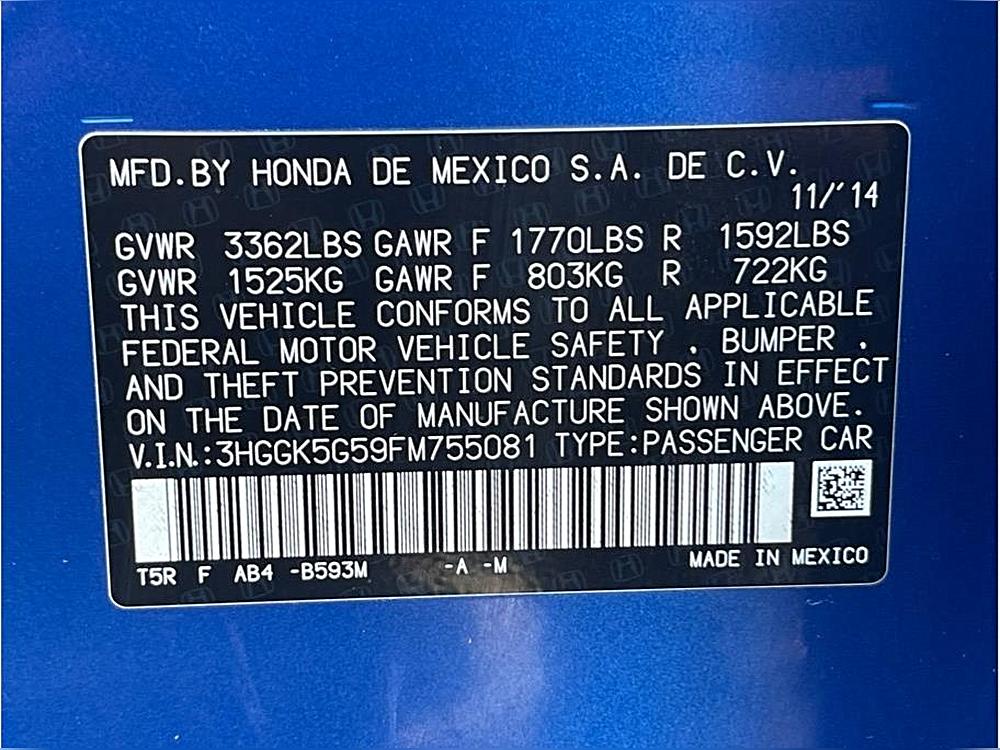 MFD.BY HONDA DE MEXICO S.A. DE C.V.
11/'14
GVWR 3362LBS GAWR F 1770LBS R 1592LBS
GVWR 1525KG GAWR F 803KG R 722KG
THIS VEHICLE CONFORMS TO ALL APPLICABLE
FEDERAL MOTOR VEHICLE SAFETY , BUMPER ,
AND THEFT PREVENTION STANDARDS IN EFFECT
ON THE DATE OF MANUFACTURE SHOWN ABOVE.
V.I.N.:3HGGK5G59FM755081 TYPE:PASSENGER CAR
T5R F AB4 -B593M -A -M MADE IN MEXICO